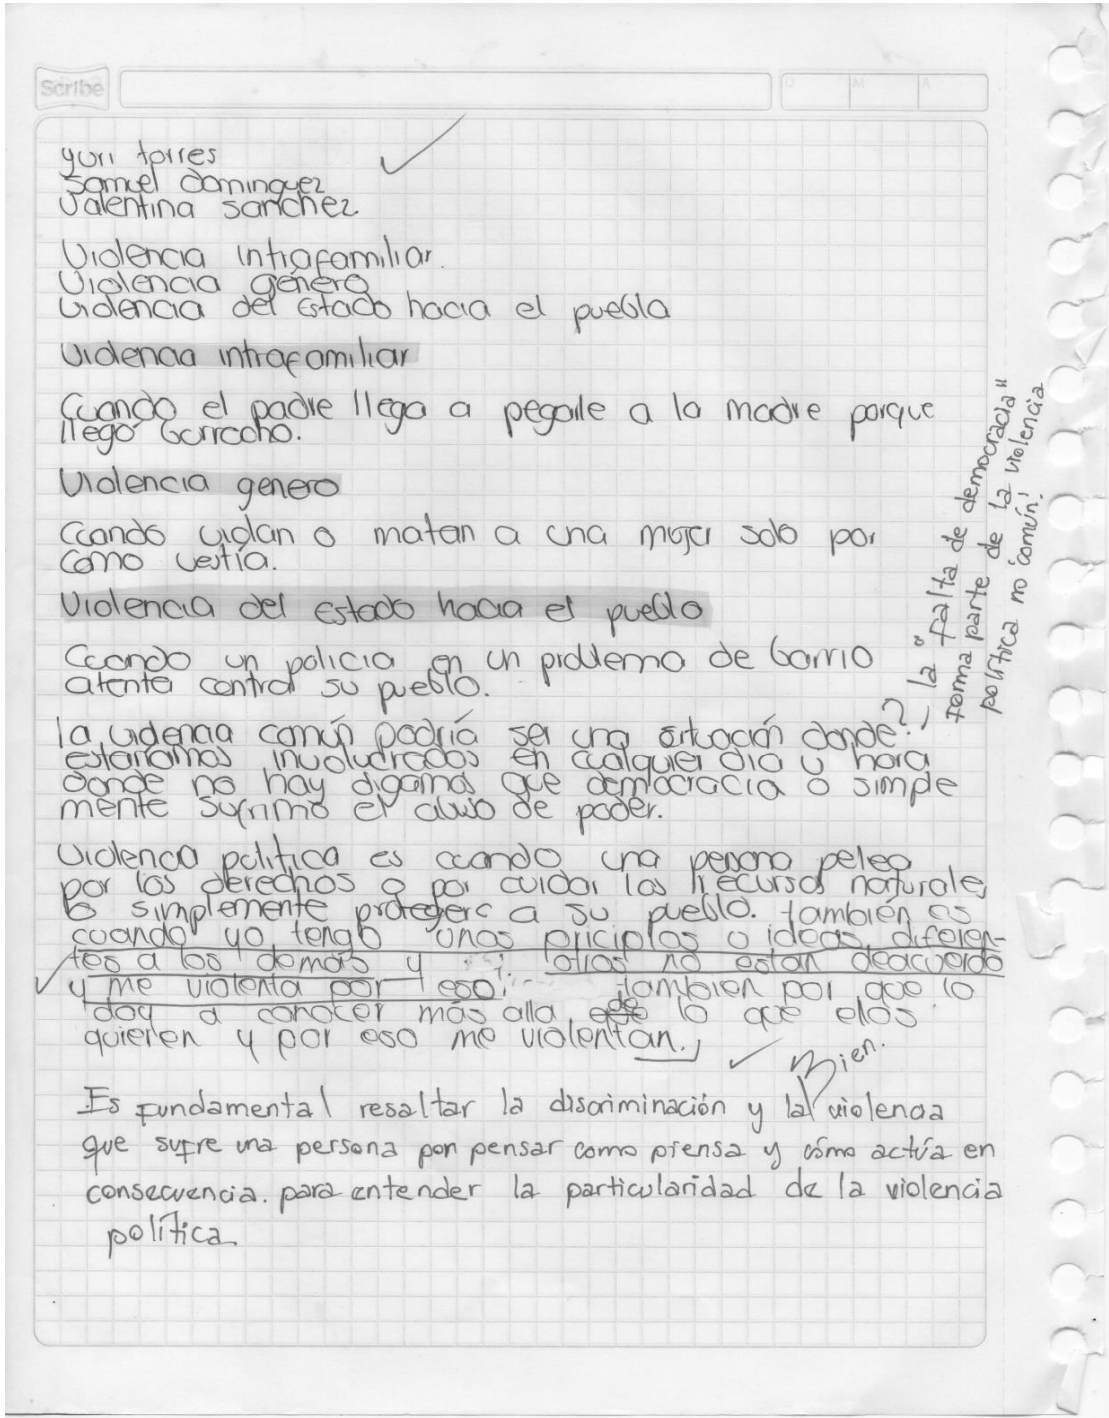 Scribe
D M A
yuri torres
Samuel dominguez
Valentina Sanchez
Violencia intrafamiliar.
Violencia género
Violencia del Estado hacia el puebla
Violencia intrafamiliar
Cuando el padre llega a pegarle a la madre porque
llegó borracho.
Violencia genero
Cuando violan o matan a una mujer solo por
como vestía.
Violencia del Estado hacia el pueblo
Cuando un policia en un problema de barrio
atenta contra su pueblo.
la violencia común podría ser una situación donde ?
estaríamos involucrados en cualquier dia u hora
donde no hay digamos que democracia o simple
mente sufrimo el abuso de poder.
la "falta de democracia"
forma parte de la violencia
política no 'común'.
Violencia politica es cuando una persona pelea
por los derechos o por cuidar los recursos naturales
o simplemente protegers a su pueblo. también es
cuando yo tengo unos priciplos o ideas diferen-
tes a los demás y otros no estan deacuerdo
y me violenta por eso. Tambien por que lo
doy a conocer más alla de lo que ellos
quieren y por eso me violentan.
Bien.
Es fundamental resaltar la discriminación y la violencia
que sufre una persona por pensar como piensa y cómo actúa en
consecuencia. para entender la particularidad de la violencia
política.